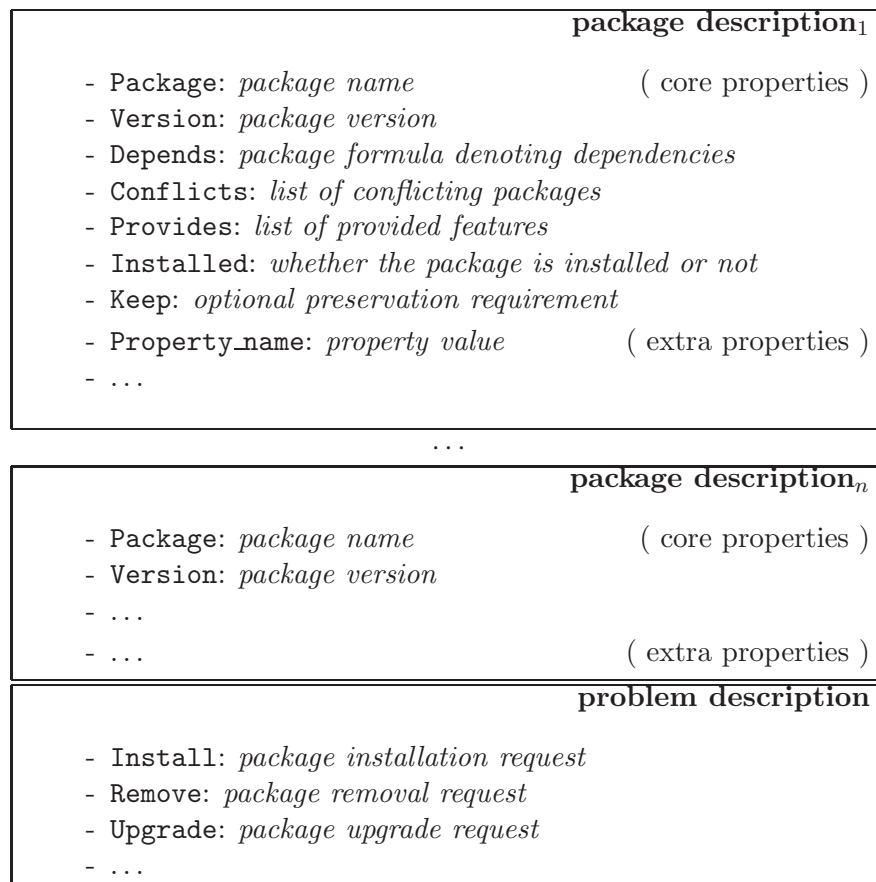 package description1
- Package: package name ( core properties )
- Version: package version
- Depends: package formula denoting dependencies
- Conflicts: list of conflicting packages
- Provides: list of provided features
- Installed: whether the package is installed or not
- Keep: optional preservation requirement
- Property_name: property value ( extra properties )
- ...
...
package descriptionn
- Package: package name ( core properties )
- Version: package version
- ...
- ... ( extra properties )
problem description
- Install: package installation request
- Remove: package removal request
- Upgrade: package upgrade request
- ...